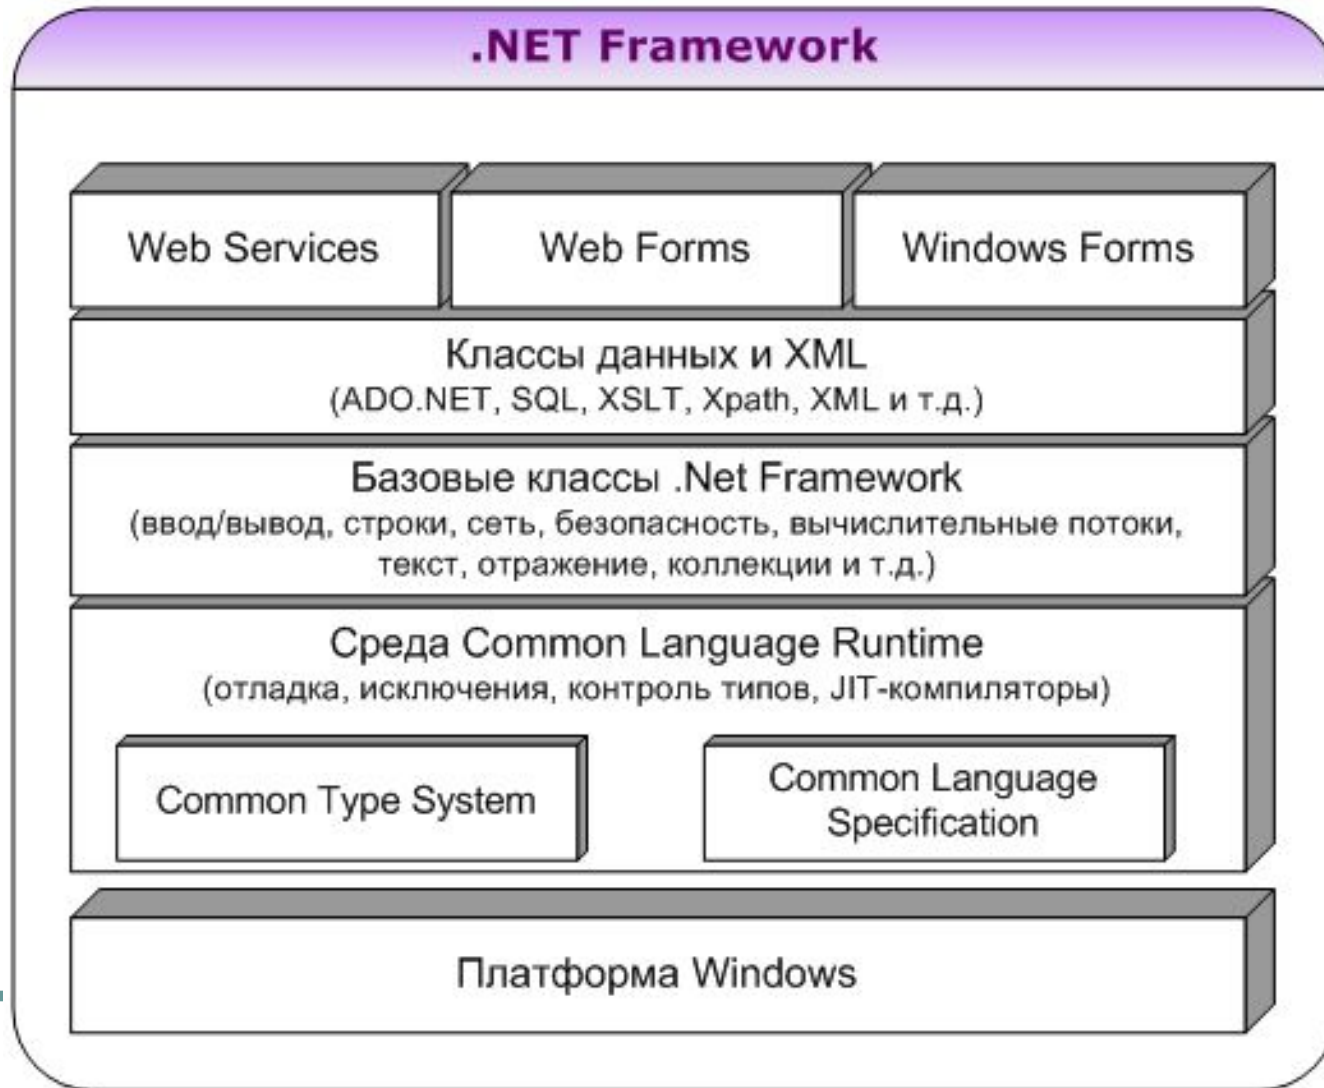 .NET Framework
Web Services
Web Forms
Windows Forms
Классы данных и XML
(ADO.NET, SQL, XSLT, Xpath, XML и т.д.)
Базовые классы .Net Framework
(ввод/вывод, строки, сеть, безопасность, вычислительные потоки,
текст, отражение, коллекции и т.д.)
Среда Common Language Runtime
(отладка, исключения, контроль типов, JIT-компиляторы)
Common Type System
Common Language
Specification
Платформа Windows